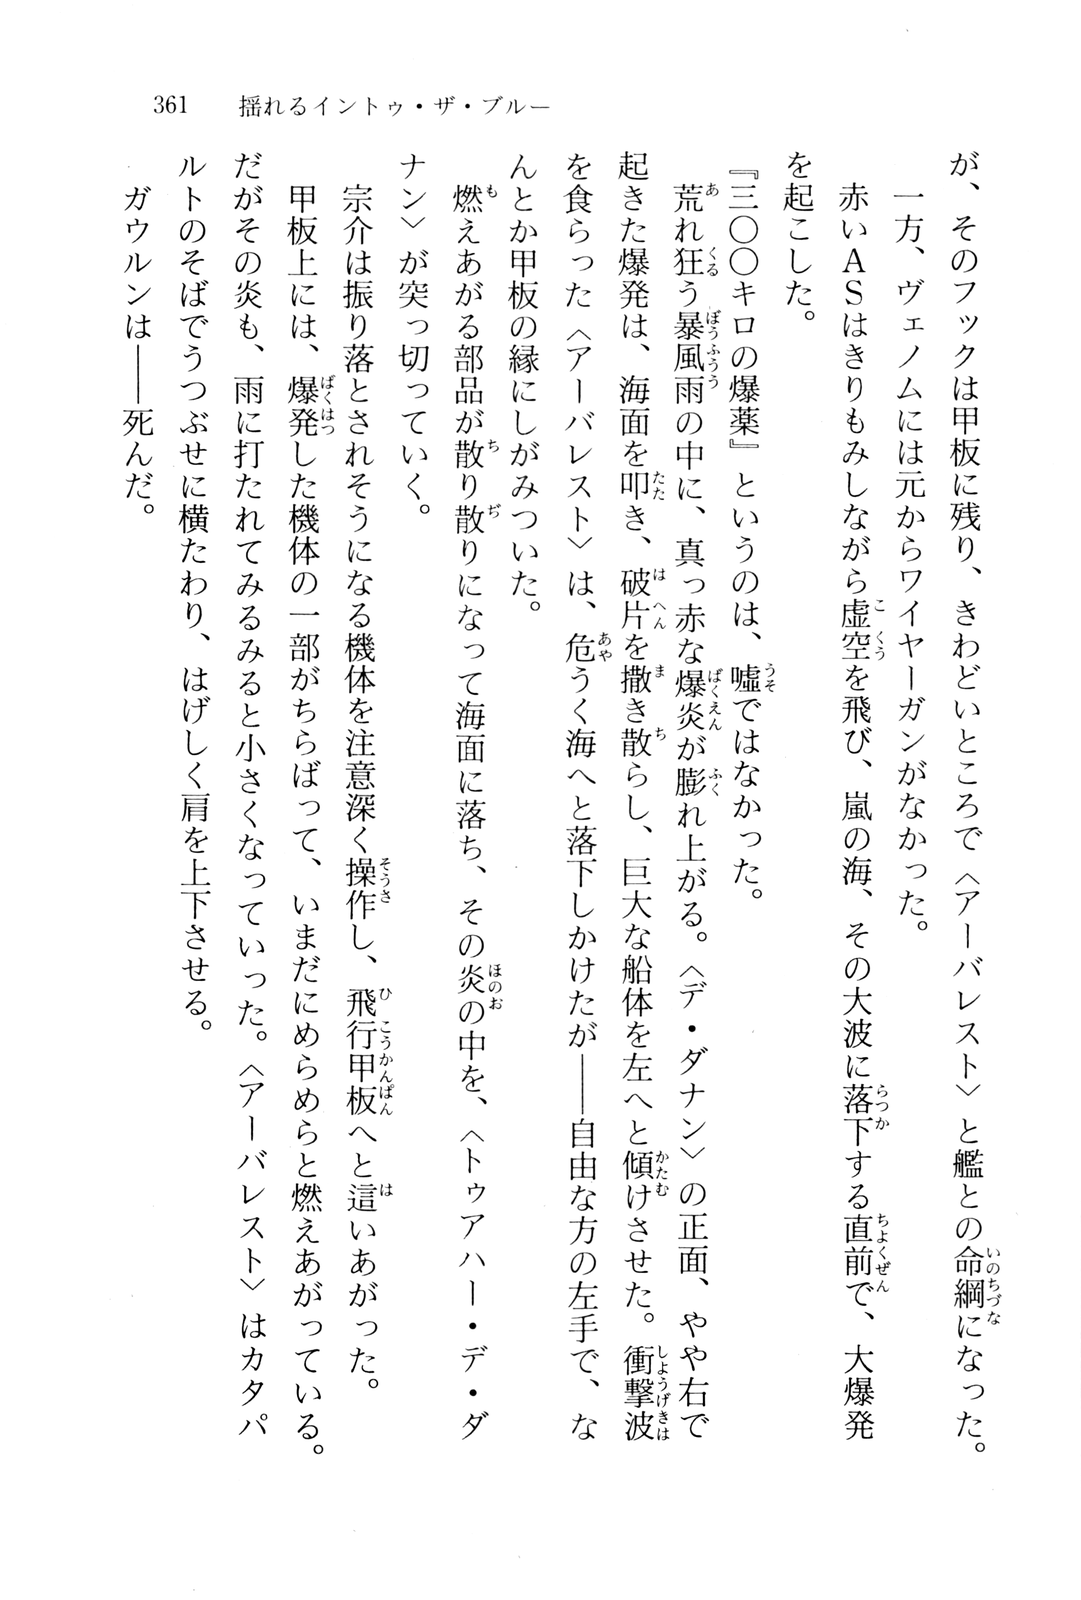 361 揺れるイントゥ・ザ・ブルー
が、そのフックは甲板に残り、きわどいところで〈アーバレスト〉と艦との命綱になった。
一方、ヴェノムには元からワイヤーガンがなかった。
赤いASはきりもみしながら虚空を飛び、嵐の海、その大波に落下する直前で、大爆発
を起こした。
『三〇〇キロの爆薬』というのは、嘘ではなかった。
荒れ狂う暴風雨の中に、真っ赤な爆炎が膨れ上がる。〈デ・ダナン〉の正面、やや右で
起きた爆発は、海面を叩き、破片を撒き散らし、巨大な船体を左へと傾けさせた。衝撃波
を食らった〈アーバレスト〉は、危うく海へと落下しかけたが――自由な方の左手で、な
んとか甲板の縁にしがみついた。
燃えあがる部品が散り散りになって海面に落ち、その炎の中を、〈トゥアハー・デ・ダ
ナン〉が突っ切っていく。
宗介は振り落とされそうになる機体を注意深く操作し、飛行甲板へと這いあがった。
甲板上には、爆発した機体の一部がちらばって、いまだにめらめらと燃えあがっている。
だがその炎も、雨に打たれてみるみると小さくなっていった。〈アーバレスト〉はカタパ
ルトのそばでうつぶせに横たわり、はげしく肩を上下させる。
ガウルンは――死んだ。